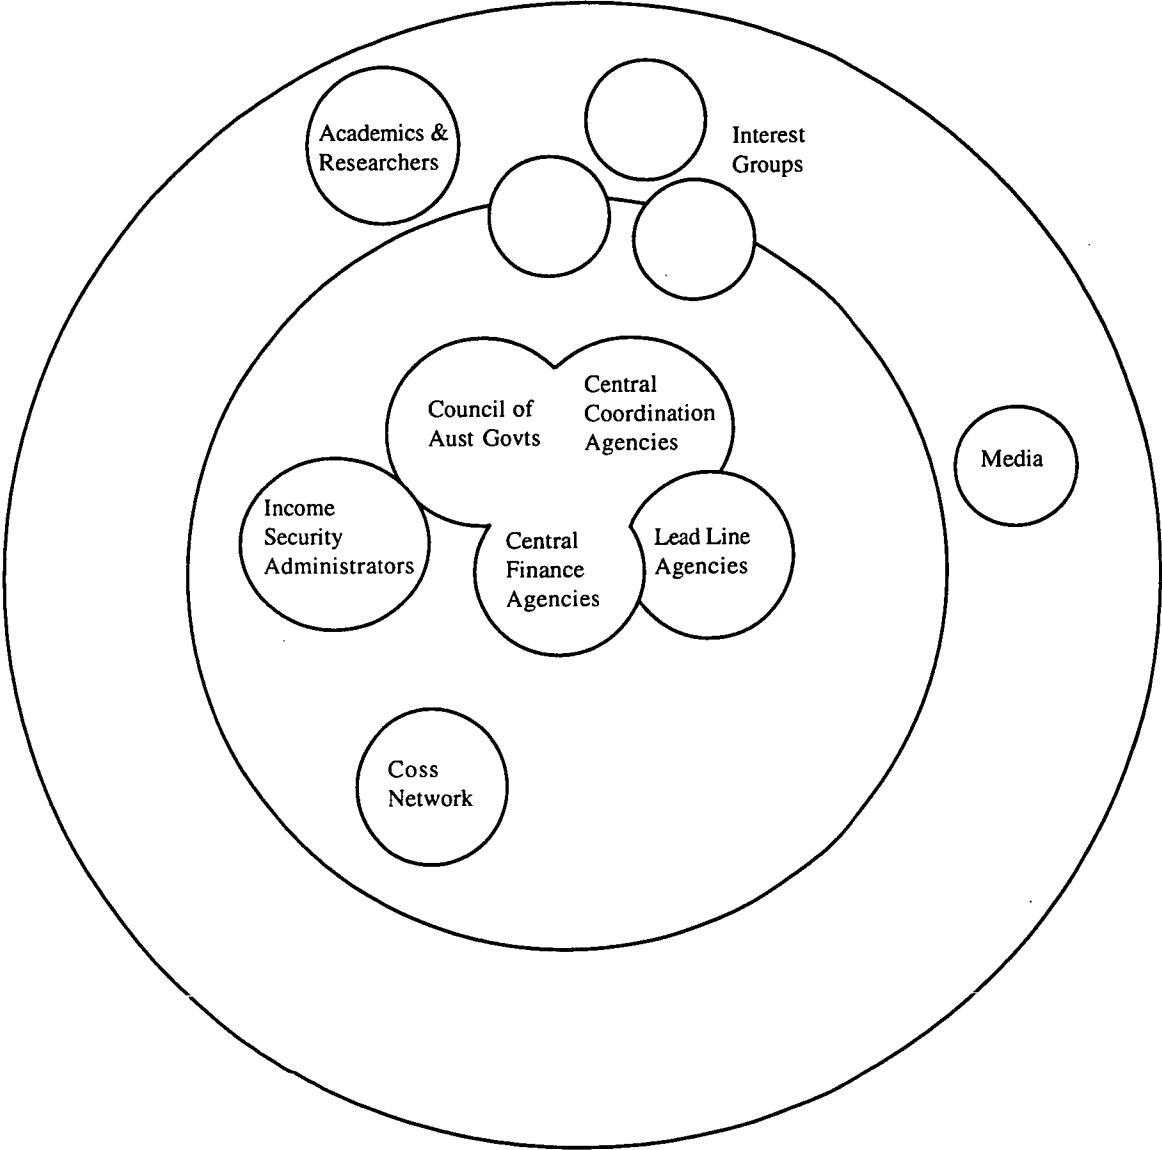 Academics &
Researchers
Interest
Groups
Council of
Aust Govts
Central
Coordination
Agencies
Media
Income
Security
Administrators
Central
Finance
Agencies
Lead Line
Agencies
Coss
Network